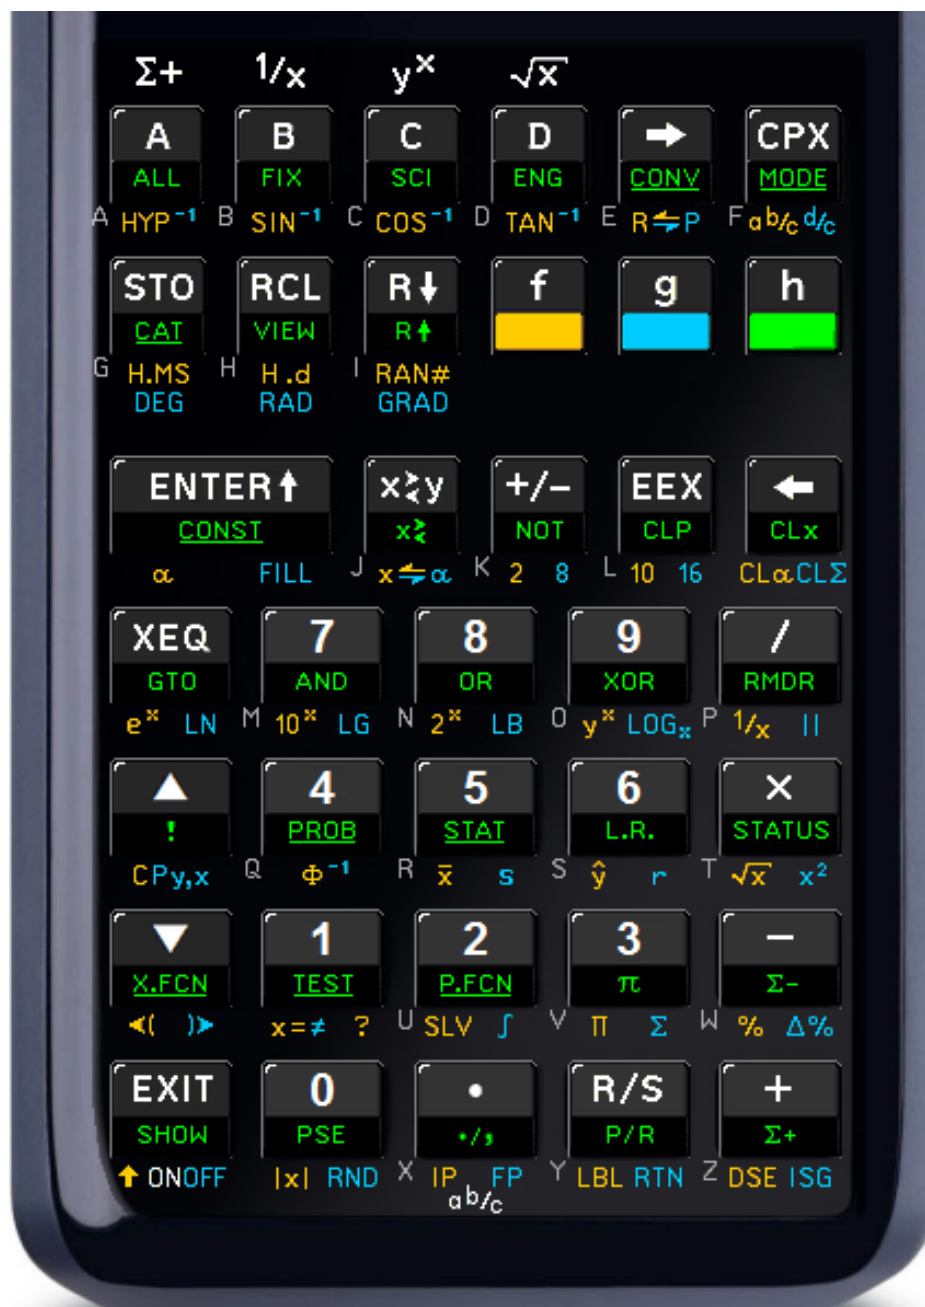 Σ+ 1/x yˣ √x
A B C D ➡ CPX
ALL FIX SCI ENG CONV MODE
A HYP⁻¹ B SIN⁻¹ C COS⁻¹ D TAN⁻¹ E R⇋P F a b/c d/c
STO RCL R↓ f g h
CAT VIEW R↑
G H.MS H H.d I RAN#
DEG RAD GRAD
ENTER↑ x≷y +/− EEX ←
CONST x≷ NOT CLP CLx
α FILL J x⇋α K 2 8 L 10 16 CLα CLΣ
XEQ 7 8 9 /
GTO AND OR XOR RMDR
eˣ LN M 10ˣ LG N 2ˣ LB O yˣ LOGₓ P 1/x ||
▲ 4 5 6 ×
! PROB STAT L.R. STATUS
CPy,x Q Φ⁻¹ R x̄ s S ŷ r T √x x²
▼ 1 2 3 −
X.FCN TEST P.FCN π Σ−
◀( )▶ x=≠ ? U SLV ∫ V Π Σ W % Δ%
EXIT 0 . R/S +
SHOW PSE ./, P/R Σ+
↑ ON OFF |x| RND X IP FP Y LBL RTN Z DSE ISG
a b/c